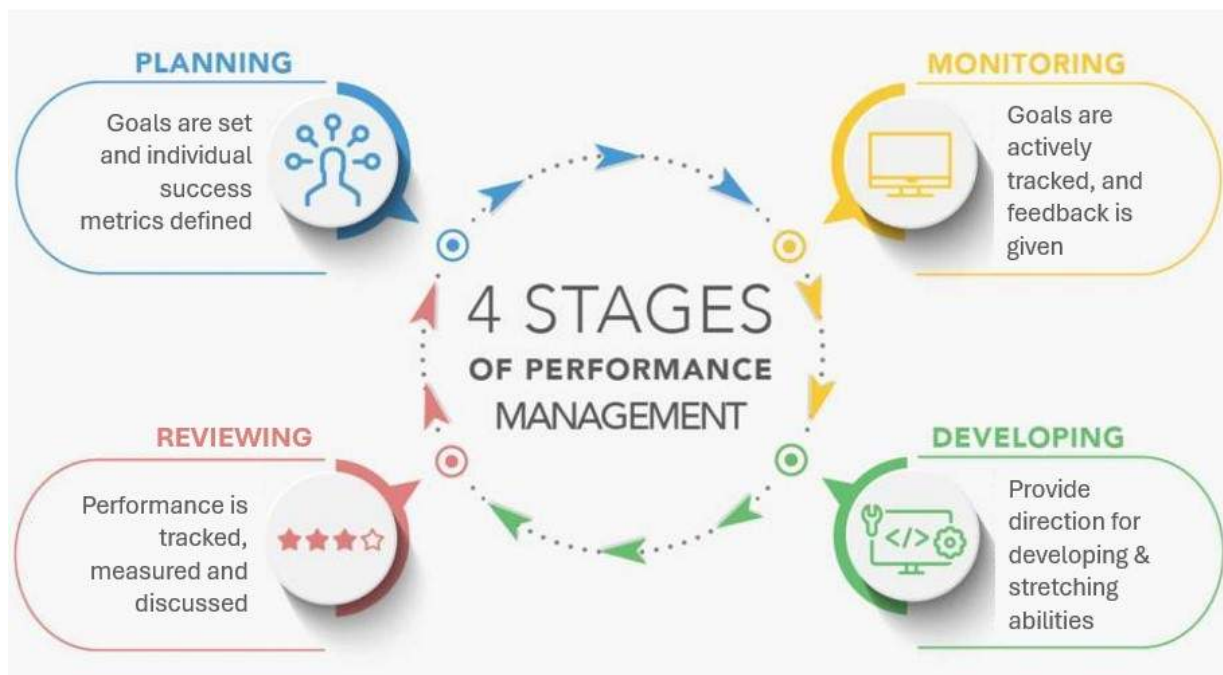 PLANNING
Goals are set
and individual
success
metrics defined
MONITORING
Goals are
actively
tracked, and
feedback is
given
4 STAGES
OF PERFORMANCE
MANAGEMENT
REVIEWING
Performance is
tracked,
measured and
discussed
DEVELOPING
Provide
direction for
developing &
stretching
abilities
</>